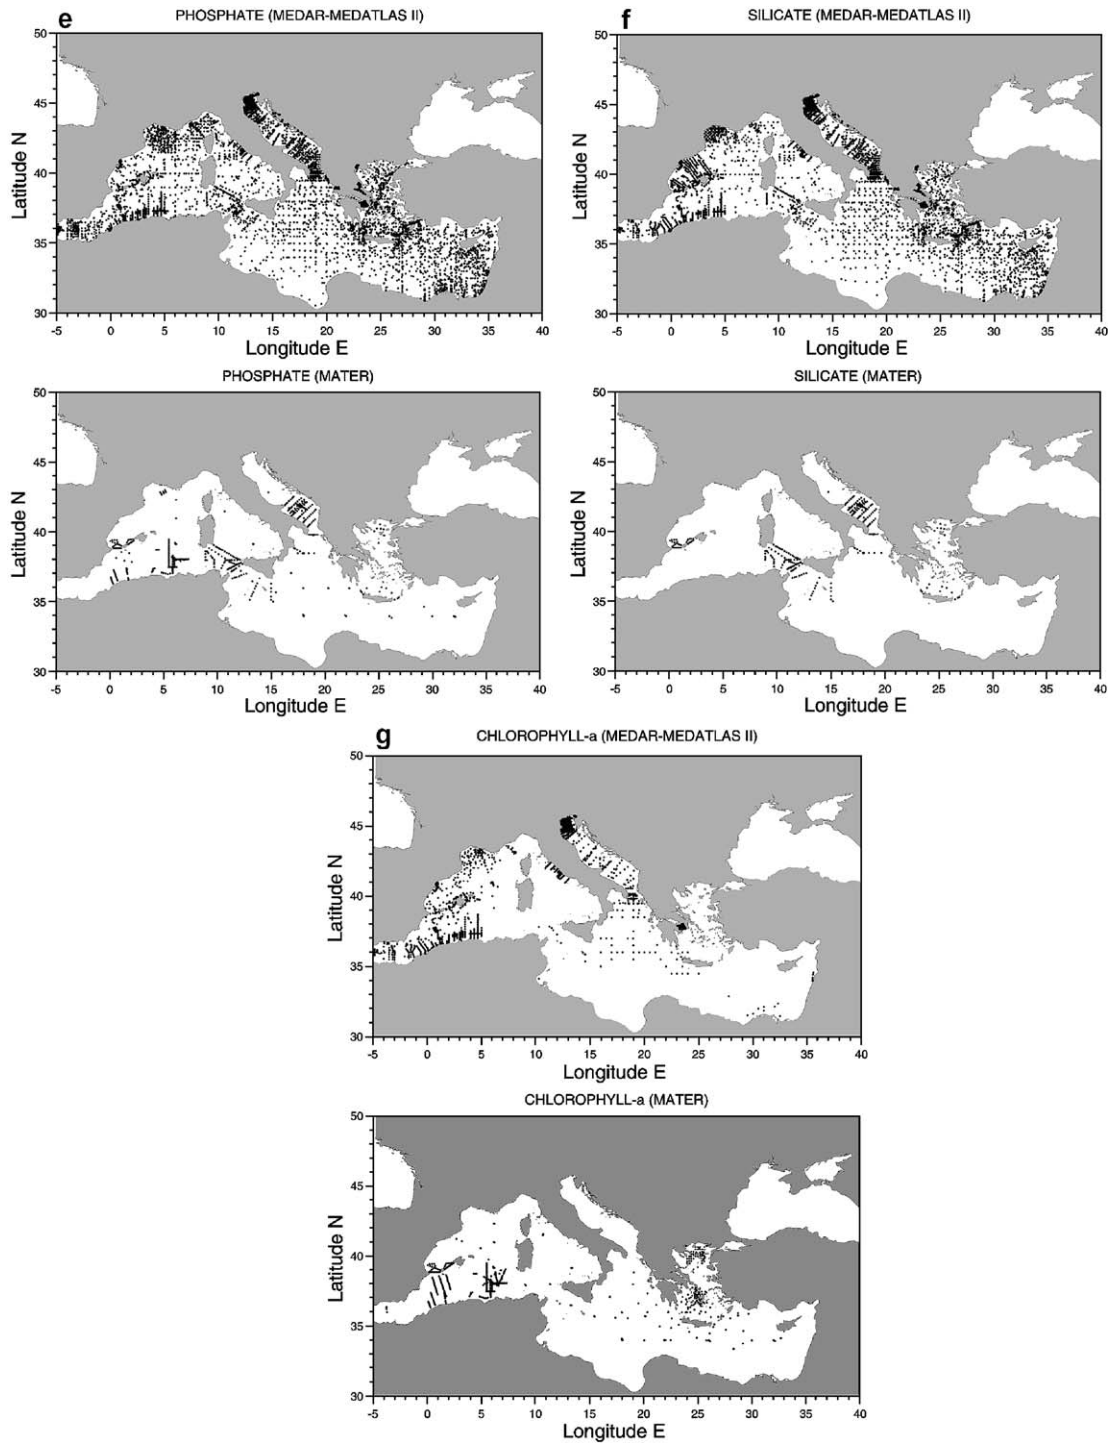 e PHOSPHATE (MEDAR-MEDATLAS II)
50
45
40
35
30
Latitude N
-5 0 5 10 15 20 25 30 35 40
Longitude E
f SILICATE (MEDAR-MEDATLAS II)
50
45
40
35
30
Latitude N
-5 0 5 10 15 20 25 30 35 40
Longitude E
PHOSPHATE (MATER)
50
45
40
35
30
Latitude N
-5 0 5 10 15 20 25 30 35 40
Longitude E
SILICATE (MATER)
50
45
40
35
30
Latitude N
-5 0 5 10 15 20 25 30 35 40
Longitude E
g CHLOROPHYLL-a (MEDAR-MEDATLAS II)
50
45
40
35
30
Latitude N
-5 0 5 10 15 20 25 30 35 40
Longitude E
CHLOROPHYLL-a (MATER)
50
45
40
35
30
Latitude N
-5 0 5 10 15 20 25 30 35 40
Longitude E